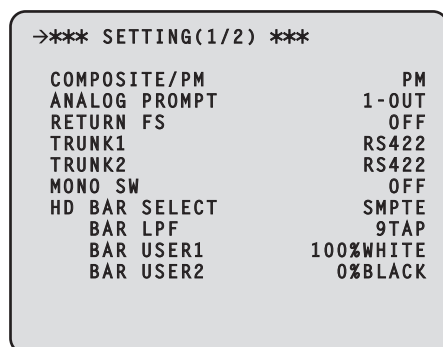 →*** SETTING(1/2) ***
COMPOSITE/PM PM
ANALOG PROMPT 1-OUT
RETURN FS OFF
TRUNK1 RS422
TRUNK2 RS422
MONO SW OFF
HD BAR SELECT SMPTE
BAR LPF 9TAP
BAR USER1 100%WHITE
BAR USER2 0%BLACK